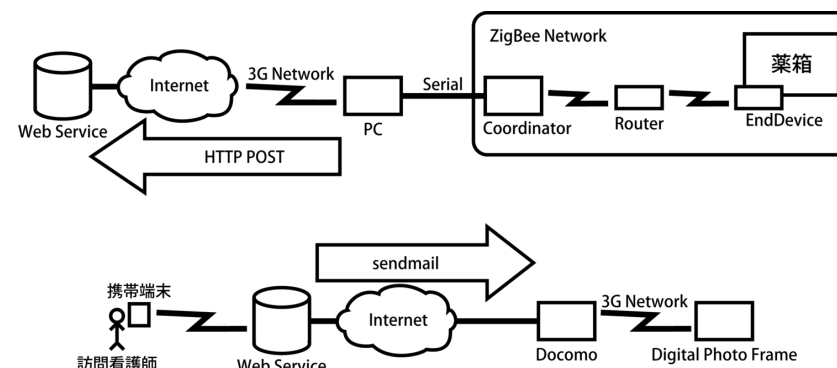 ZigBee Network
薬箱
Internet
3G Network
Serial
Web Service
PC
Coordinator
Router
EndDevice
HTTP POST
sendmail
携帯端末
3G Network
Internet
訪問看護師
Web Service
Docomo
Digital Photo Frame